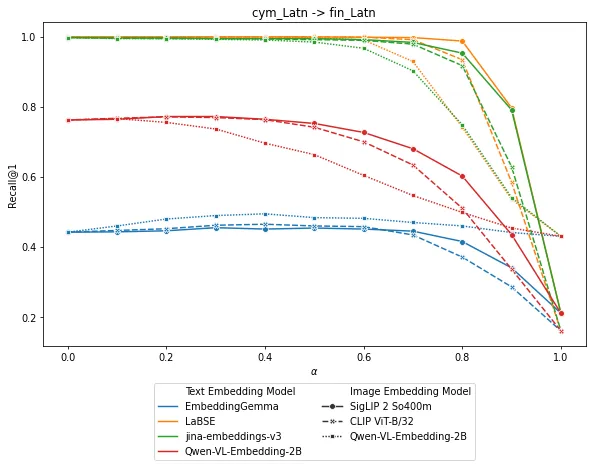 cym_Latn -> fin_Latn
Recall@1
1.0
0.8
0.6
0.4
0.2
0.0 0.2 0.4 0.6 0.8 1.0
α
Text Embedding Model Image Embedding Model
EmbeddingGemma SigLIP 2 So400m
LaBSE CLIP ViT-B/32
jina-embeddings-v3 Qwen-VL-Embedding-2B
Qwen-VL-Embedding-2B